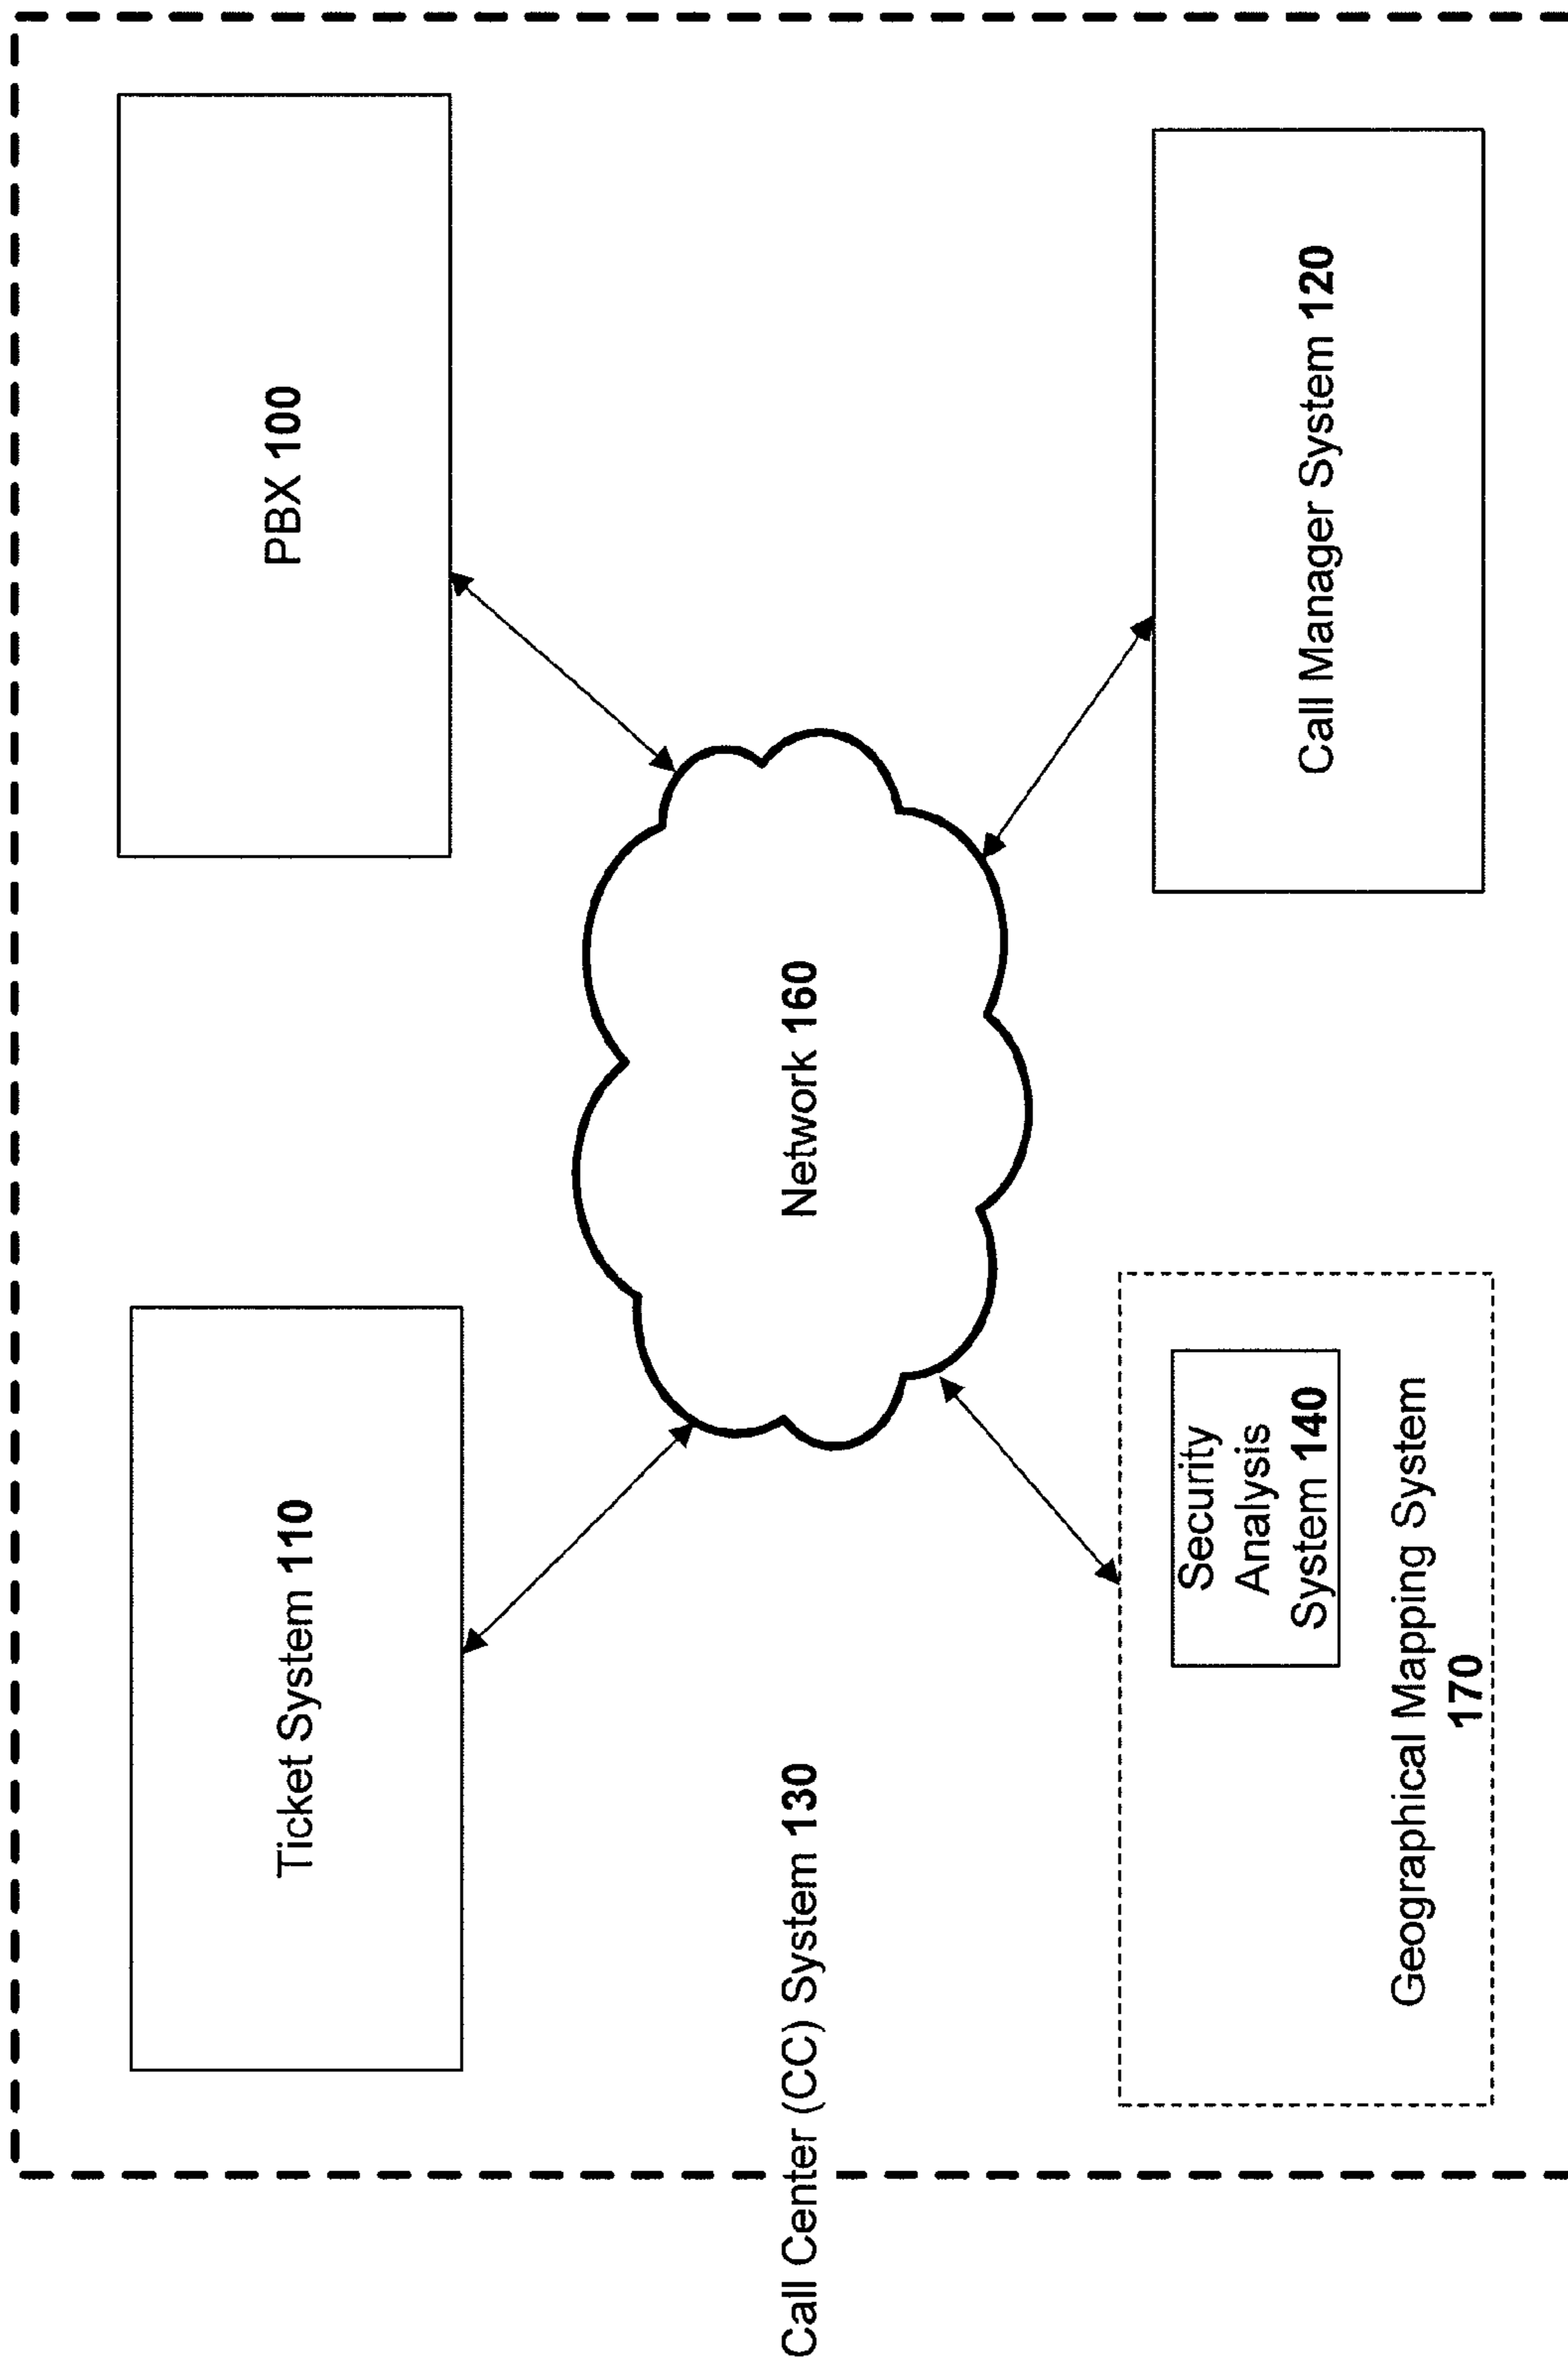 Ticket System 110
PBX 100
Call Center (CC) System 130
Network 160
Security
Analysis
System 140
Geographical Mapping System
170
Call Manager System 120